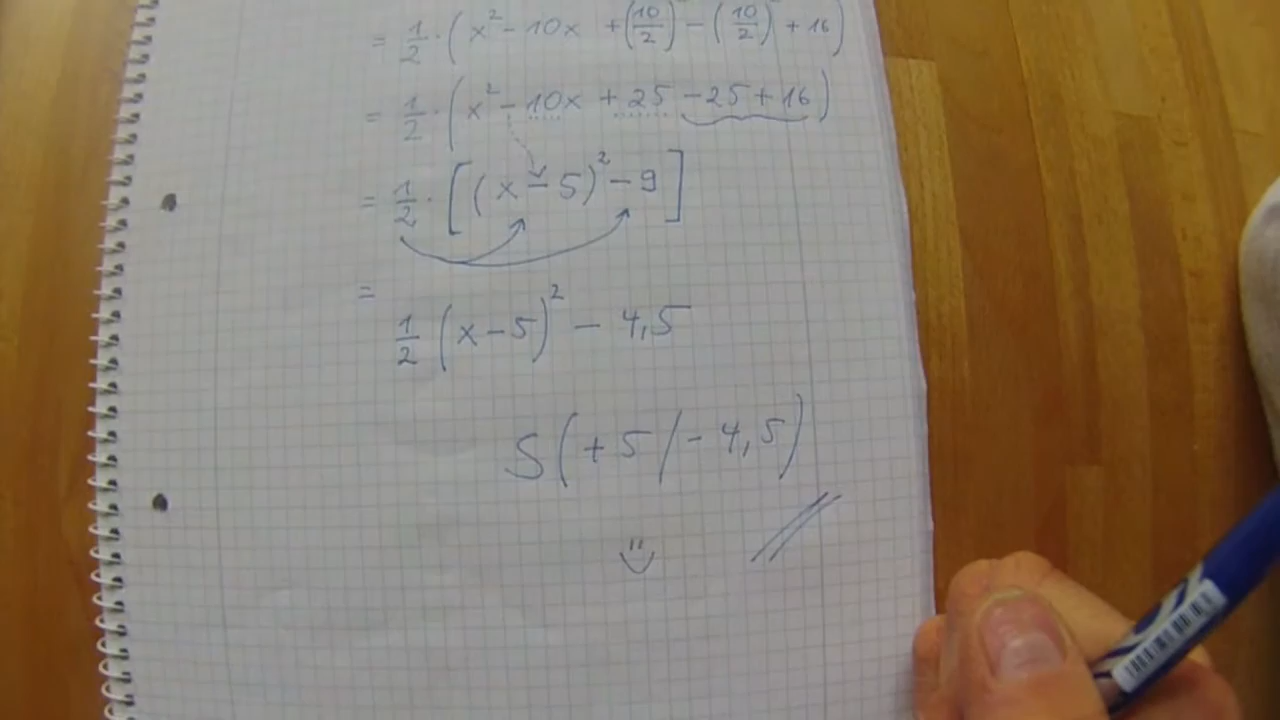 = 1/2 · ( x² - 10x + (10/2)² - (10/2)² + 16 )
= 1/2 · ( x² - 10x + 25 - 25 + 16 )
= 1/2 · [ ( x - 5 )² - 9 ]
=
1/2 ( x - 5 )² - 4,5
S ( + 5 / - 4,5 )